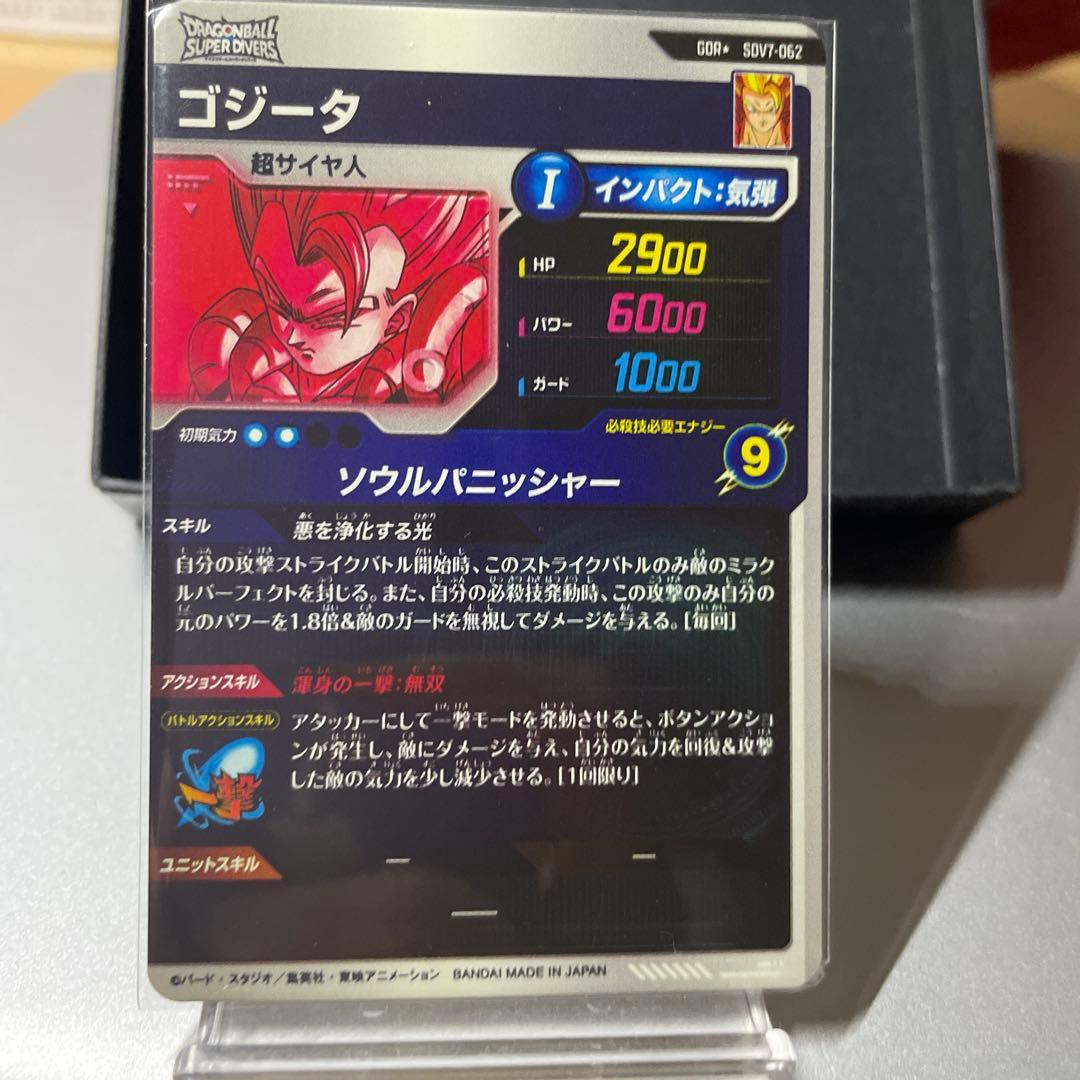 DRAGONBALL
SUPER DIVERS
GDR★ SDV7-062
ゴジータ
超サイヤ人
I インパクト:気弾
HP 2900
パワー 6000
ガード 1000
初期気力
必殺技必要エナジー
9
ソウルパニッシャー
スキル 悪を浄化する光
自分の攻撃ストライクバトル開始時、このストライクバトルのみ敵のミラク
ルパーフェクトを封じる。また、自分の必殺技発動時、この攻撃のみ自分の
元のパワーを1.8倍&敵のガードを無視してダメージを与える。[毎回]
アクションスキル 渾身の一撃:無双
バトルアクションスキル
アタッカーにして一撃モードを発動させると、ボタンアクショ
ンが発生し、敵にダメージを与え、自分の気力を回復&攻撃
した敵の気力を少し減少させる。[1回限り]
一撃
ユニットスキル ー ー
ー
©バード・スタジオ/集英社・東映アニメーション BANDAI MADE IN JAPAN